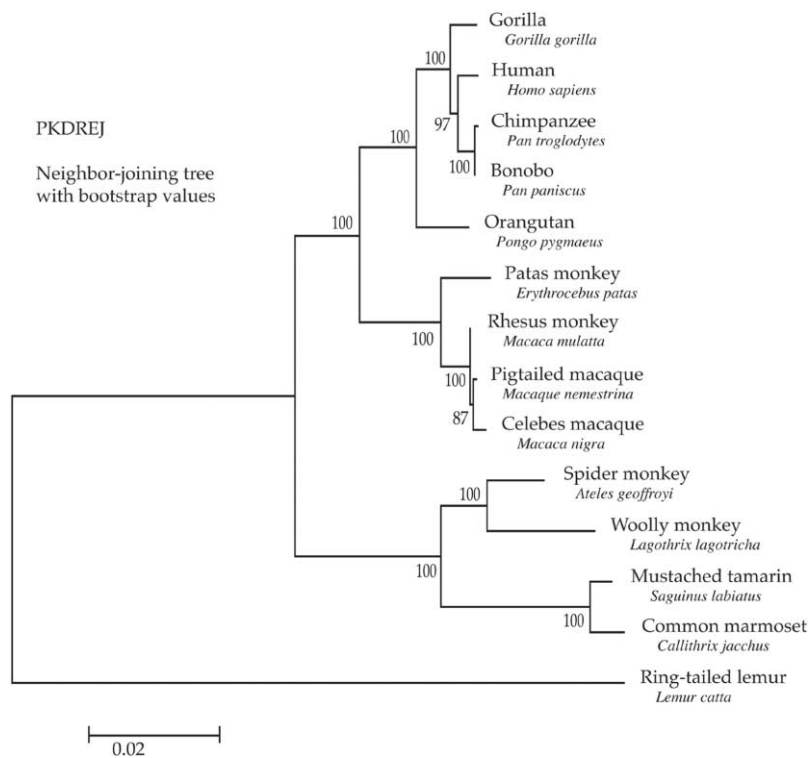 Gorilla
Gorilla gorilla
100
Human
Homo sapiens
PKDREJ
97
Chimpanzee
Pan troglodytes
100
Neighbor-joining tree
with bootstrap values
100
Bonobo
Pan paniscus
100
Orangutan
Pongo pygmaeus
Patas monkey
Erythrocebus patas
100
Rhesus monkey
Macaca mulatta
100
Pigtailed macaque
Macaque nemestrina
87
Celebes macaque
Macaca nigra
Spider monkey
Ateles geoffroyi
100
Woolly monkey
Lagothrix lagotricha
100
Mustached tamarin
Saguinus labiatus
100
Common marmoset
Callithrix jacchus
Ring-tailed lemur
Lemur catta
0.02